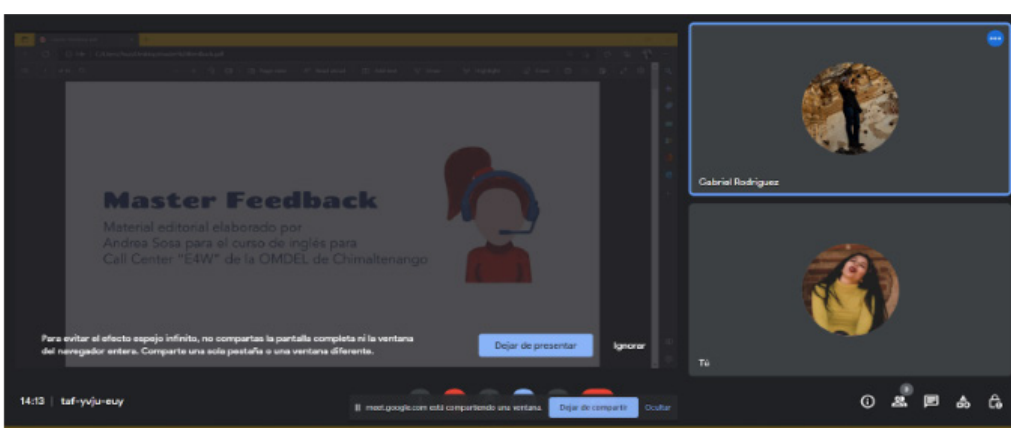 Master Feedback
Material editorial elaborado por
Andrea Sosa para el curso de inglés para
Call Center "E4W" de la OMDEL de Chimaltenango
Para evitar el efecto espejo infinito, no compartas la pantalla completa ni la ventana
del navegador entera. Comparte una sola pestaña o una ventana diferente.
Dejar de presentar
Ignorar
Gabriel Rodriguez
Tú
14:13 | taf-yvju-euy
meet.google.com está compartiendo una ventana.
Dejar de compartir
Ocultar